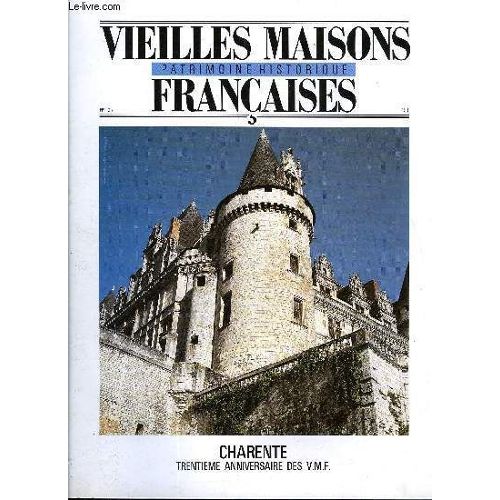 Le-livre.com
VIEILLES MAISONS
PATRIMOINE HISTORIQUE
FRANÇAISES
CHARENTE
TRENTIEME ANNIVERSAIRE DES V.M.F.